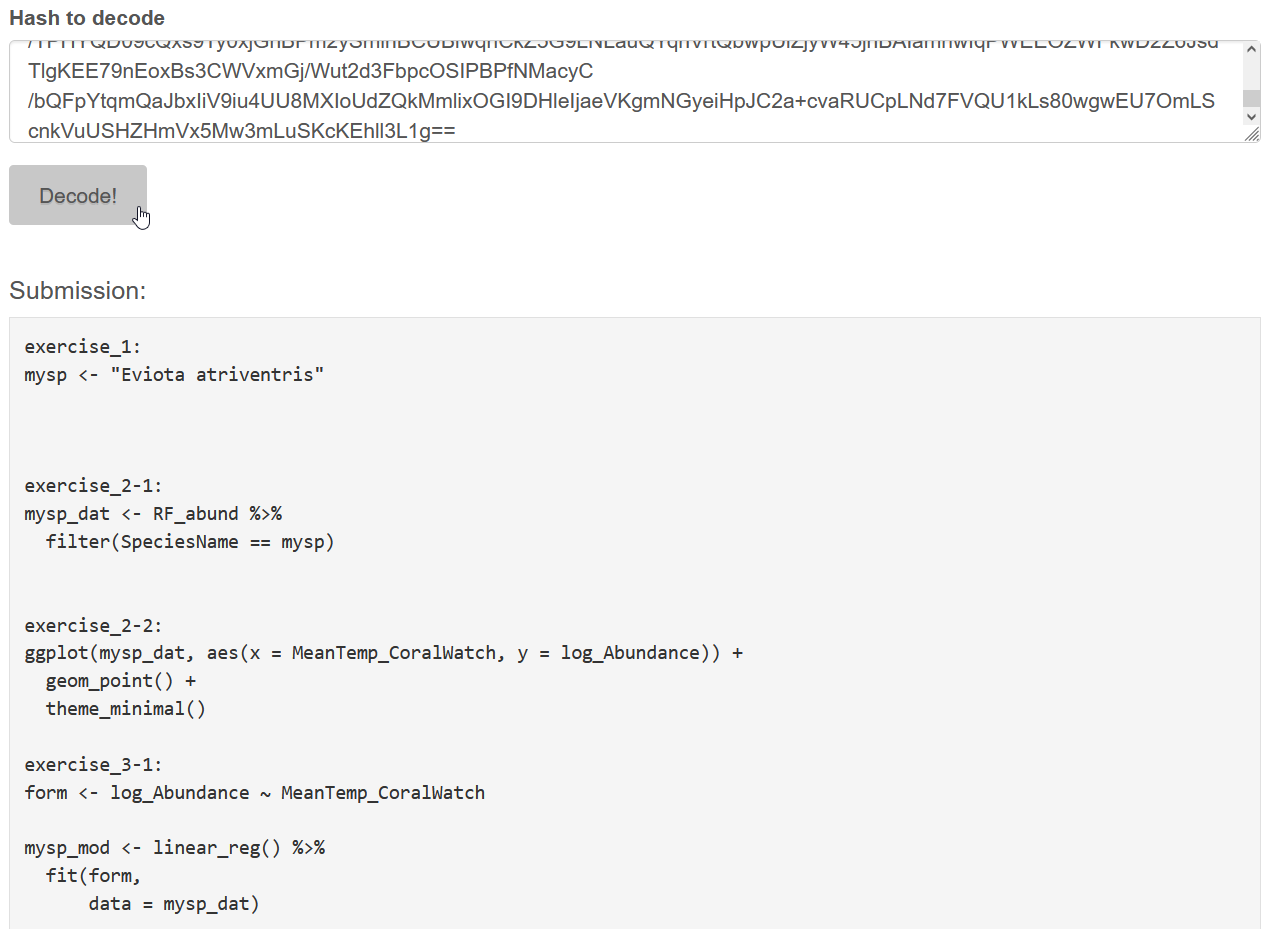 Hash to decode
TlgKEE79nEoxBs3CWVxmGj/Wut2d3FbpcOSIPBPfNMacyC
/bQFpYtqmQaJbxIiV9iu4UU8MXIoUdZQkMmlixOGI9DHleIjaeVKgmNGyeiHpJC2a+cvaRUCpLNd7FVQU1kLs80wgwEU7OmLS
cnkVuUSHZHmVx5Mw3mLuSKcKEhll3L1g==
Decode!
Submission:
exercise_1:
mysp <- "Eviota atriventris"
exercise_2-1:
mysp_dat <- RF_abund %>%
filter(SpeciesName == mysp)
exercise_2-2:
ggplot(mysp_dat, aes(x = MeanTemp_CoralWatch, y = log_Abundance)) +
geom_point() +
theme_minimal()
exercise_3-1:
form <- log_Abundance ~ MeanTemp_CoralWatch
mysp_mod <- linear_reg() %>%
fit(form,
data = mysp_dat)